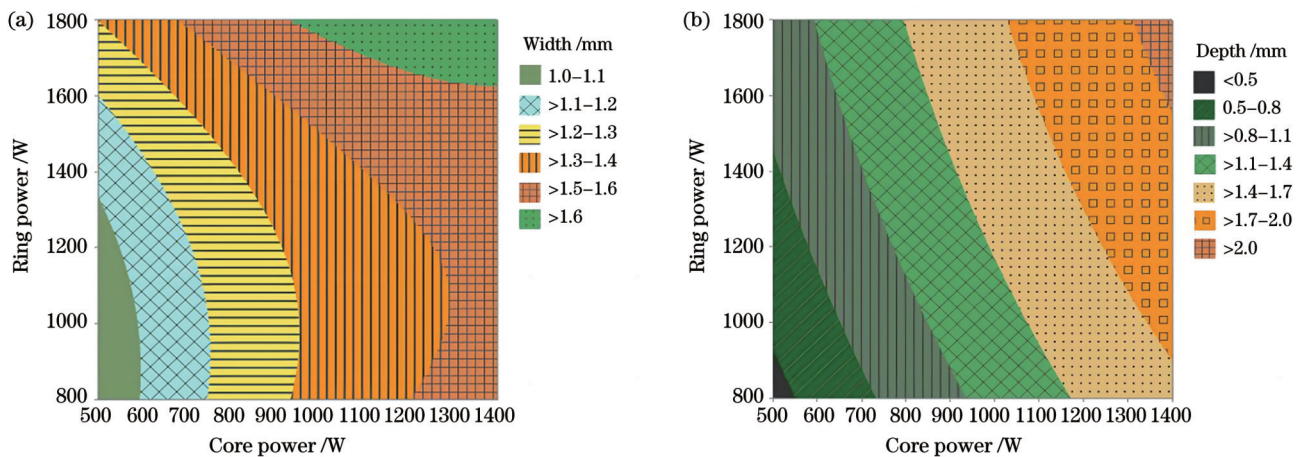 (a)
1800
1600
1400
1200
1000
800
Ring power /W
500 600 700 800 900 1000 1100 1200 1300 1400
Core power /W
Width /mm
1.0–1.1
>1.1–1.2
>1.2–1.3
>1.3–1.4
>1.5–1.6
>1.6
(b)
1800
1600
1400
1200
1000
800
Ring power /W
500 600 700 800 900 1000 1100 1200 1300 1400
Core power /W
Depth /mm
<0.5
0.5–0.8
>0.8–1.1
>1.1–1.4
>1.4–1.7
>1.7–2.0
>2.0